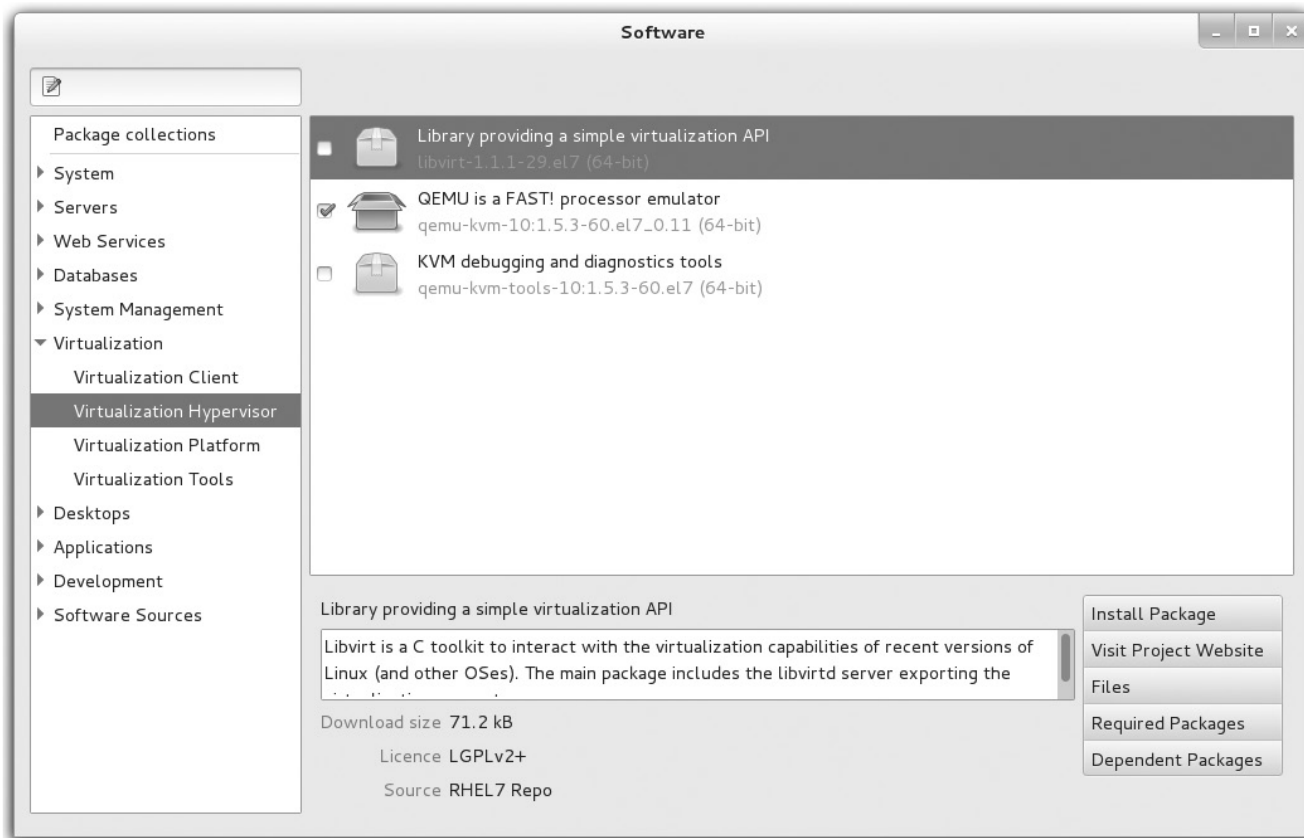 Software
Package collections
System
Servers
Web Services
Databases
System Management
Virtualization
Virtualization Client
Virtualization Hypervisor
Virtualization Platform
Virtualization Tools
Desktops
Applications
Development
Software Sources
Library providing a simple virtualization API
libvirt-1.1.1-29.el7 (64-bit)
QEMU is a FAST! processor emulator
qemu-kvm-10:1.5.3-60.el7_0.11 (64-bit)
KVM debugging and diagnostics tools
qemu-kvm-tools-10:1.5.3-60.el7 (64-bit)
Library providing a simple virtualization API
Libvirt is a C toolkit to interact with the virtualization capabilities of recent versions of
Linux (and other OSes). The main package includes the libvirtd server exporting the
Download size 71.2 kB
Licence LGPLv2+
Source RHEL7 Repo
Install Package
Visit Project Website
Files
Required Packages
Dependent Packages